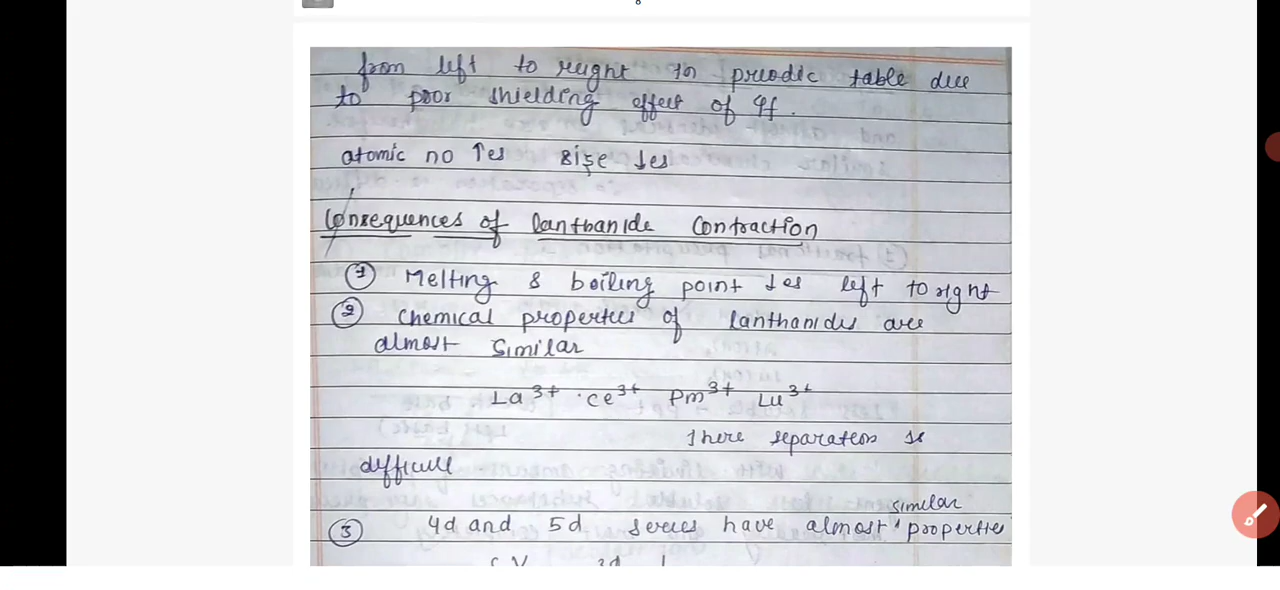 from left to reight in preodic table due
to poor shielding effect of 4f.
atomic no ↑es size ↓es
Consequences of Lanthanide Contraction
① Melting & boiling point ↓es left to right
② Chemical properties of lanthanides are
almost similar
La³⁺ ·Ce³⁺ Pm³⁺ Lu³⁺
There separation is
difficult
similar
③ 4d and 5d series have almost ' properties